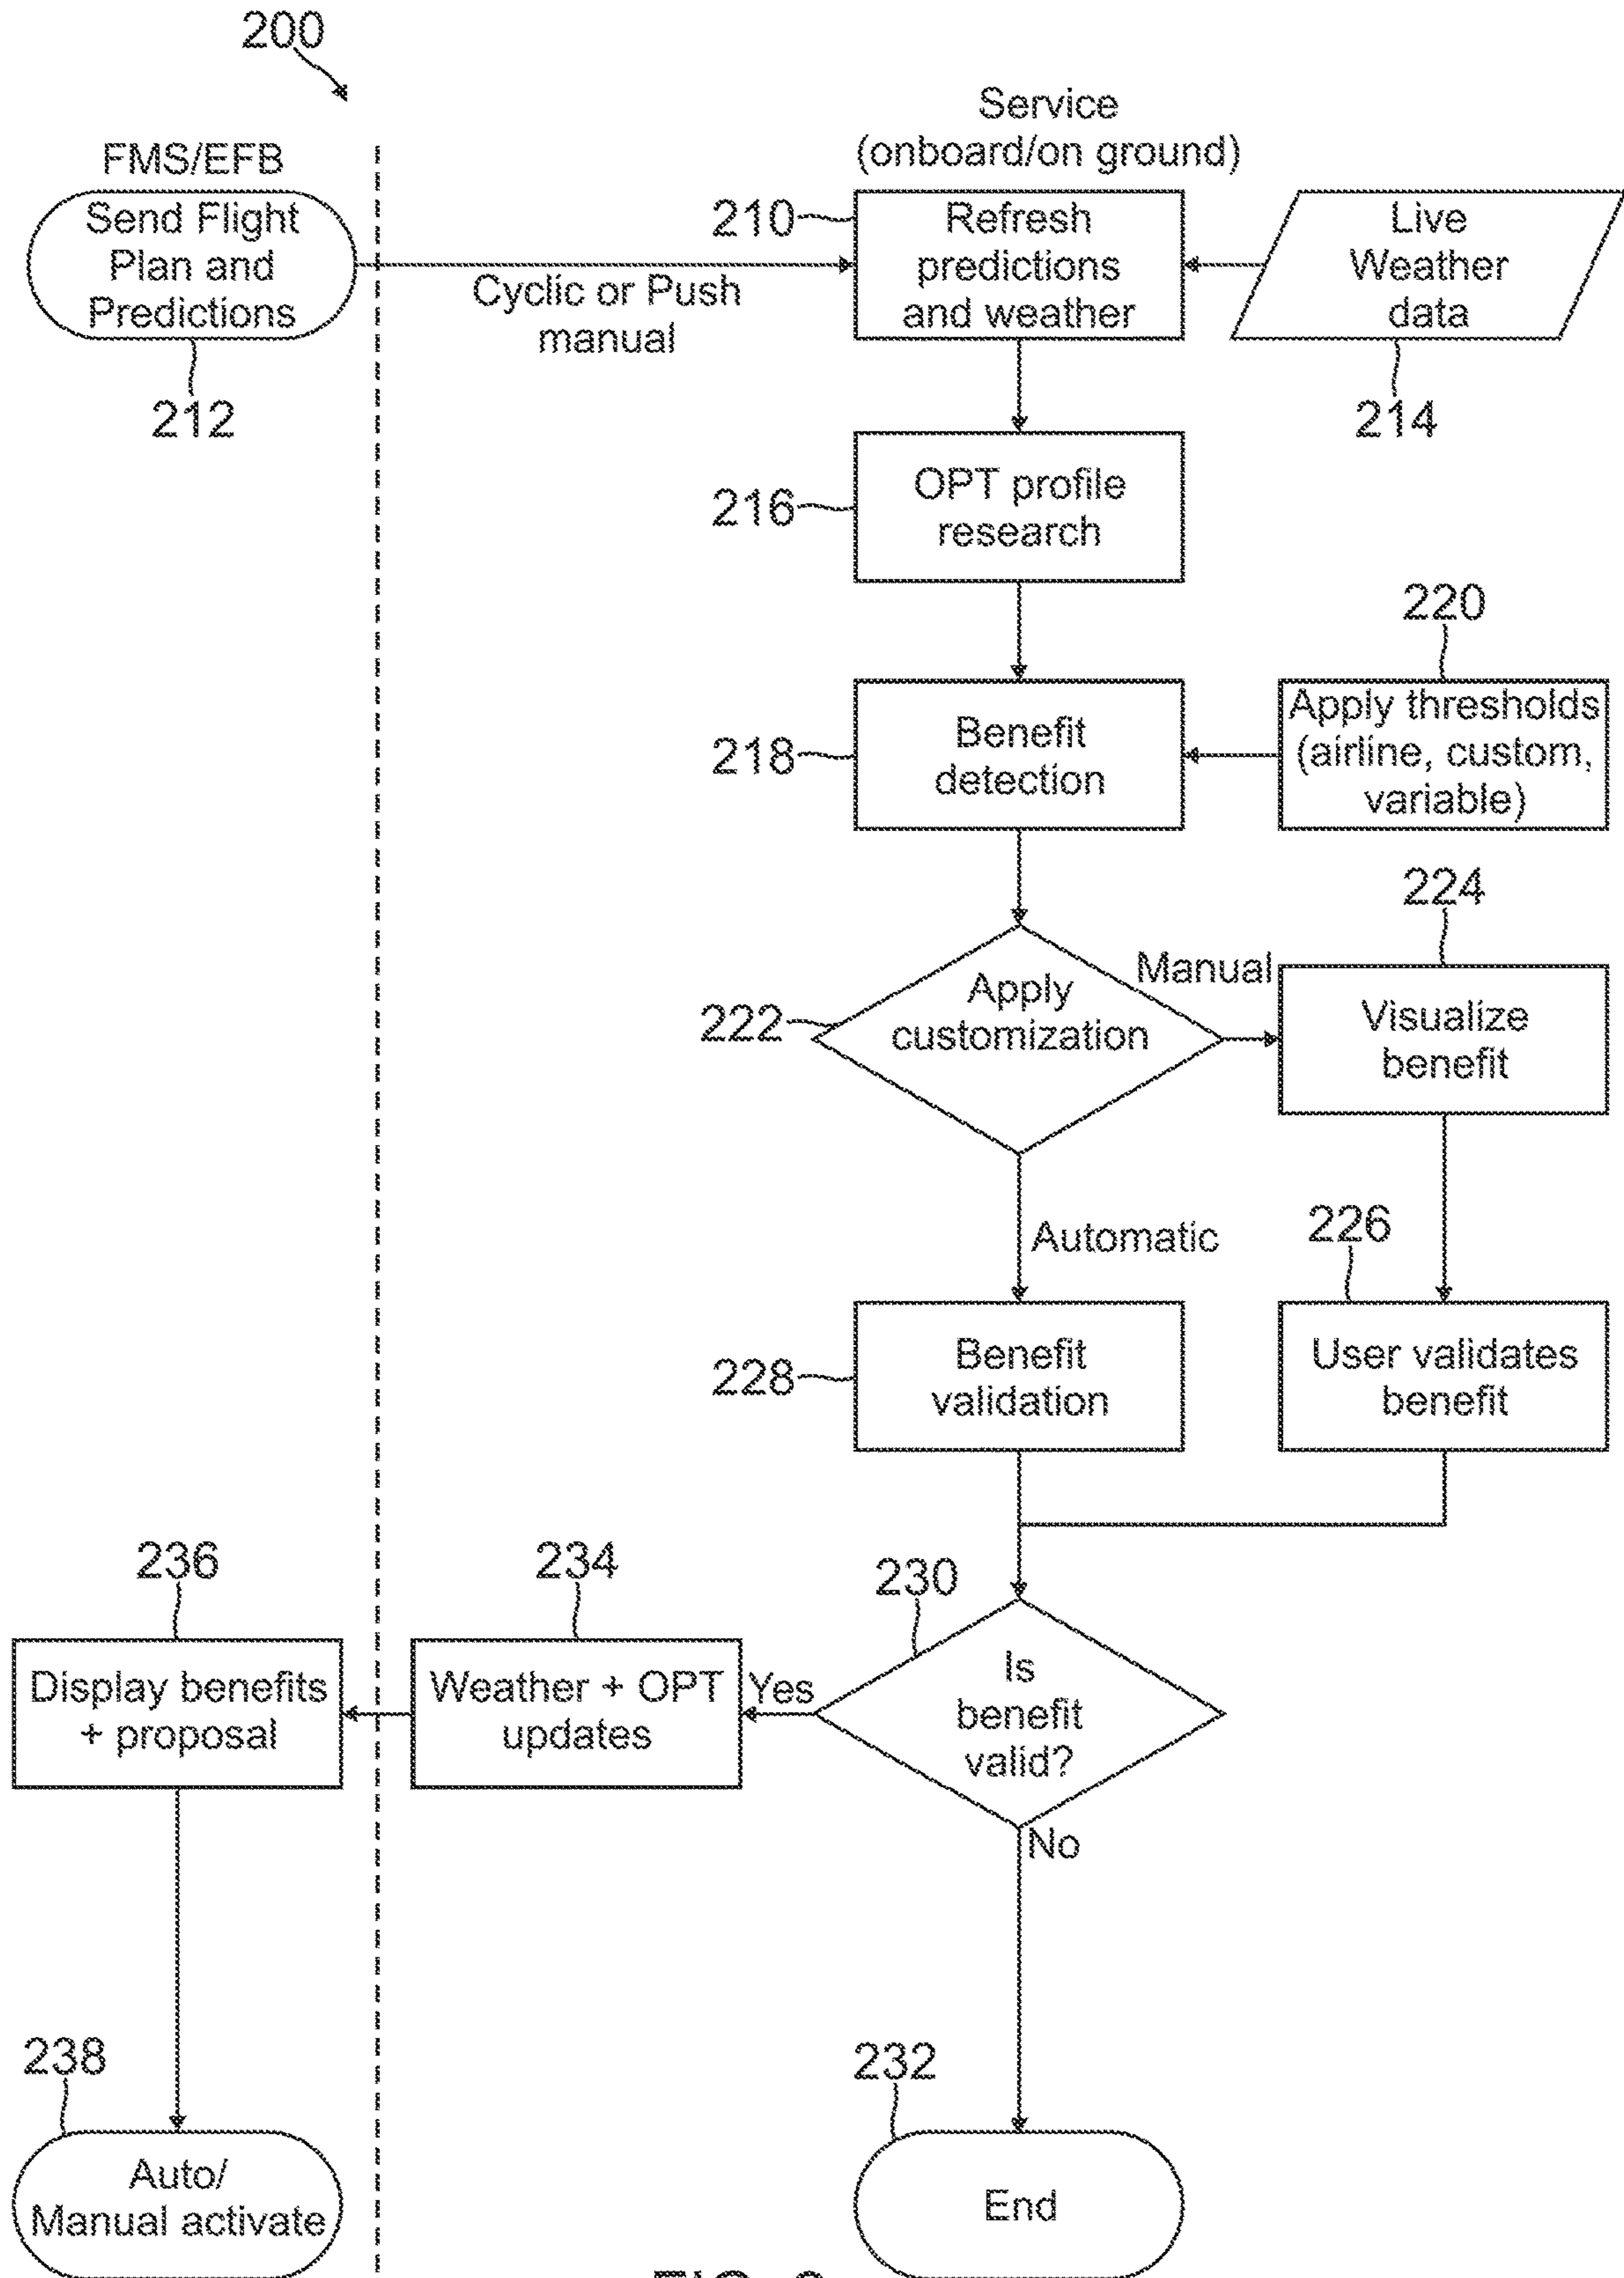 200
Service
(onboard/on ground)
FMS/EFB
Send Flight
Plan and
Predictions
212
Cyclic or Push
manual
210
Refresh
predictions
and weather
Live
Weather
data
214
216
OPT profile
research
220
218
Benefit
detection
Apply thresholds
(airline, custom,
variable)
224
222
Apply
customization
Manual
Visualize
benefit
Automatic
226
228
Benefit
validation
User validates
benefit
236
234
230
Display benefits
+ proposal
Weather + OPT
updates
Yes
Is
benefit
valid?
No
238
232
Auto/
Manual activate
End